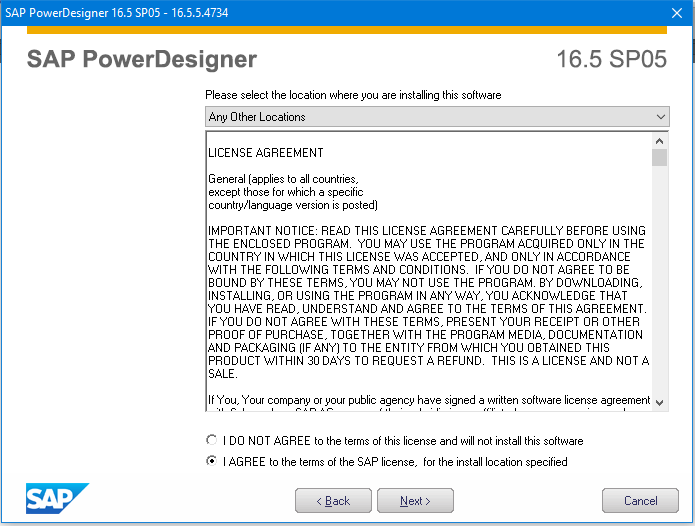 SAP PowerDesigner 16.5 SP05 - 16.5.5.4734
SAP PowerDesigner
16.5 SP05
Please select the location where you are installing this software
Any Other Locations
LICENSE AGREEMENT
General (applies to all countries,
except those for which a specific
country/language version is posted)
IMPORTANT NOTICE: READ THIS LICENSE AGREEMENT CAREFULLY BEFORE USING
THE ENCLOSED PROGRAM. YOU MAY USE THE PROGRAM ACQUIRED ONLY IN THE
COUNTRY IN WHICH THIS LICENSE WAS ACCEPTED, AND ONLY IN ACCORDANCE
WITH THE FOLLOWING TERMS AND CONDITIONS. IF YOU DO NOT AGREE TO BE
BOUND BY THESE TERMS, YOU MAY NOT USE THE PROGRAM. BY DOWNLOADING,
INSTALLING, OR USING THE PROGRAM IN ANY WAY, YOU ACKNOWLEDGE THAT
YOU HAVE READ, UNDERSTAND AND AGREE TO THE TERMS OF THIS AGREEMENT.
IF YOU DO NOT AGREE WITH THESE TERMS, PRESENT YOUR RECEIPT OR OTHER
PROOF OF PURCHASE, TOGETHER WITH THE PROGRAM MEDIA, DOCUMENTATION
AND PACKAGING (IF ANY) TO THE ENTITY FROM WHICH YOU OBTAINED THIS
PRODUCT WITHIN 30 DAYS TO REQUEST A REFUND. THIS IS A LICENSE AND NOT A
SALE.
If You, Your company or your public agency have signed a written software license agreement
I DO NOT AGREE to the terms of this license and will not install this software
I AGREE to the terms of the SAP license, for the install location specified
SAP
< Back
Next >
Cancel